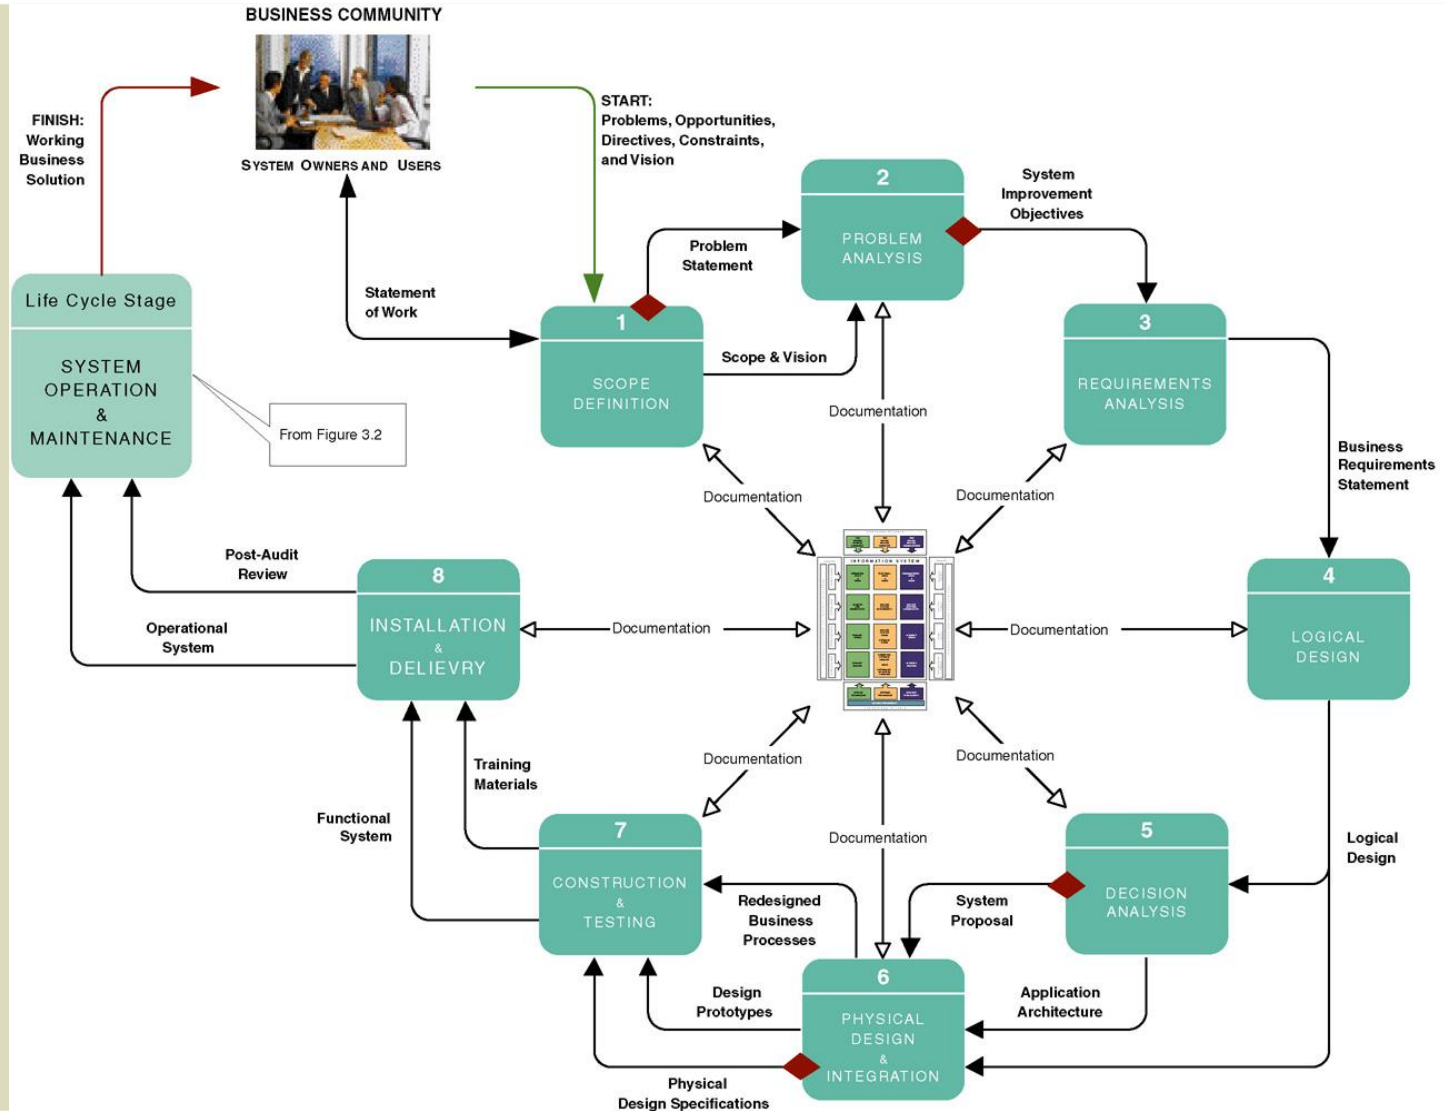 BUSINESS COMMUNITY
SYSTEM OWNERS AND USERS
FINISH:
Working
Business
Solution
START:
Problems, Opportunities,
Directives, Constraints,
and Vision
Statement
of Work
1
SCOPE
DEFINITION
Problem
Statement
Scope & Vision
2
PROBLEM
ANALYSIS
System
Improvement
Objectives
3
REQUIREMENTS
ANALYSIS
Business
Requirements
Statement
Life Cycle Stage
SYSTEM
OPERATION
&
MAINTENANCE
From Figure 3.2
Documentation
Documentation
Documentation
INFORMATION SYSTEM
Post-Audit
Review
Operational
System
8
INSTALLATION
&
DELIEVRY
Documentation
Documentation
4
LOGICAL
DESIGN
Documentation
Documentation
Documentation
Training
Materials
Functional
System
7
CONSTRUCTION
&
TESTING
Redesigned
Business
Processes
System
Proposal
5
DECISION
ANALYSIS
Logical
Design
Design
Prototypes
6
PHYSICAL
DESIGN
&
INTEGRATION
Application
Architecture
Physical
Design Specifications